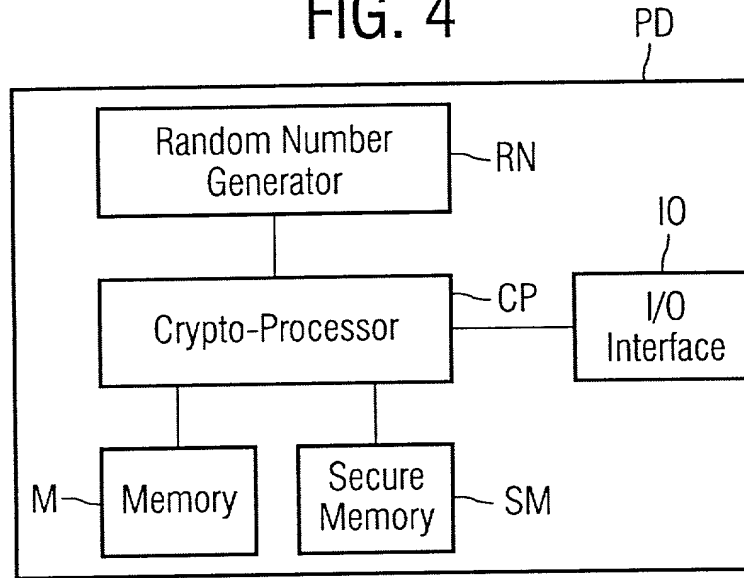 FIG. 4
PD
Random Number
Generator
RN
IO
Crypto-Processor
CP
I/O
Interface
M
Memory
Secure
Memory
SM